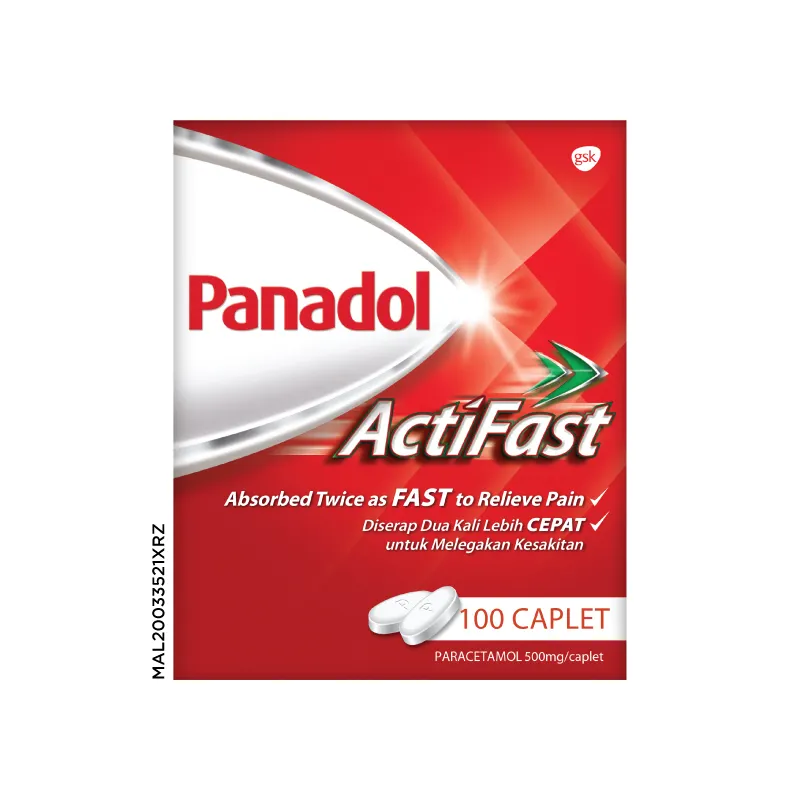 gsk
Panadol
ActiFast
Absorbed Twice as FAST to Relieve Pain
Diserap Dua Kali Lebih CEPAT
untuk Melegakan Kesakitan
100 CAPLET
PARACETAMOL 500mg/caplet
MAL20033521XRZ